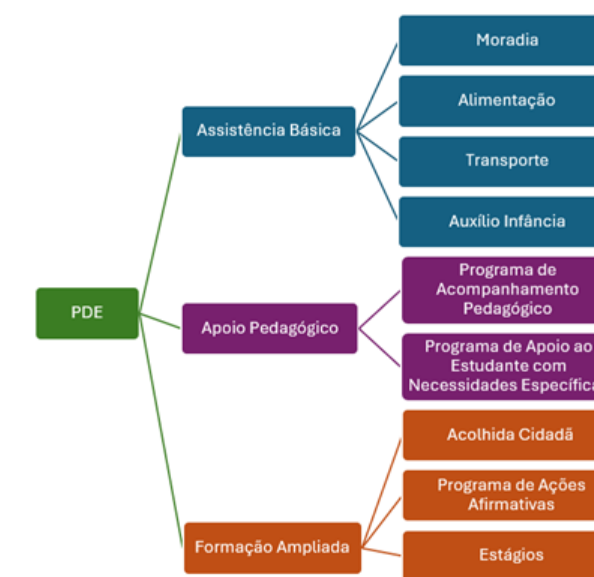 PDE
Assistência Básica
Moradia
Alimentação
Transporte
Auxílio Infância
Apoio Pedagógico
Programa de
Acompanhamento
Pedagógico
Programa de Apoio ao
Estudante com
Necessidades Específica
Formação Ampliada
Acolhida Cidadã
Programa de Ações
Afirmativas
Estágios